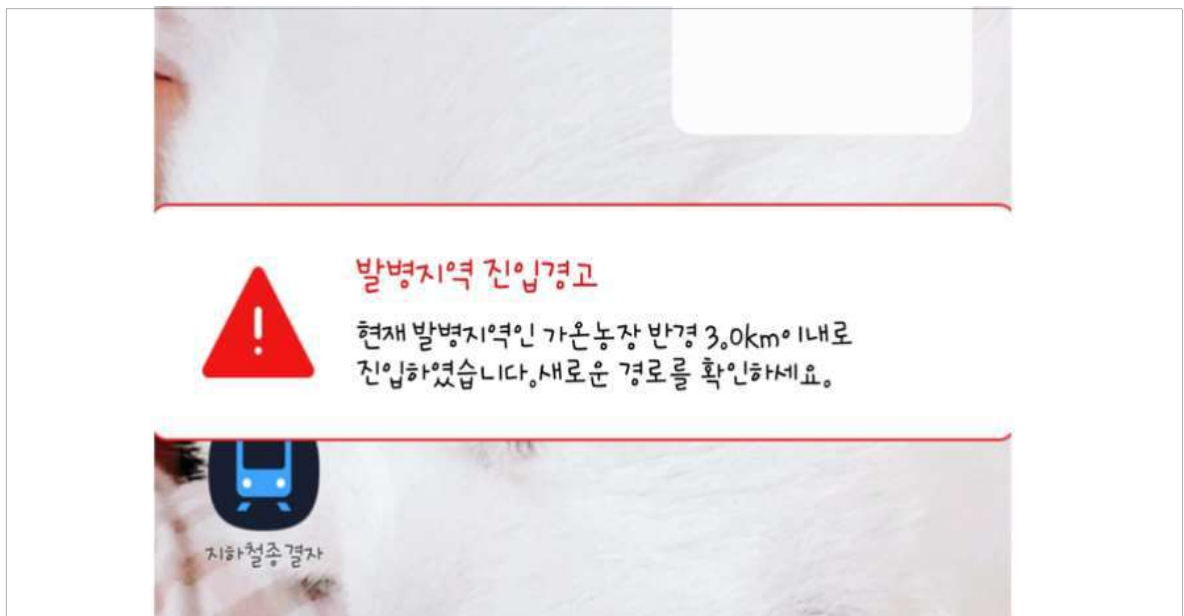 발병지역 진입경고
현재 발병지역인 가온농장 반경 3.0km이내로
진입하였습니다.새로운 경로를 확인하세요.
지하철종결자